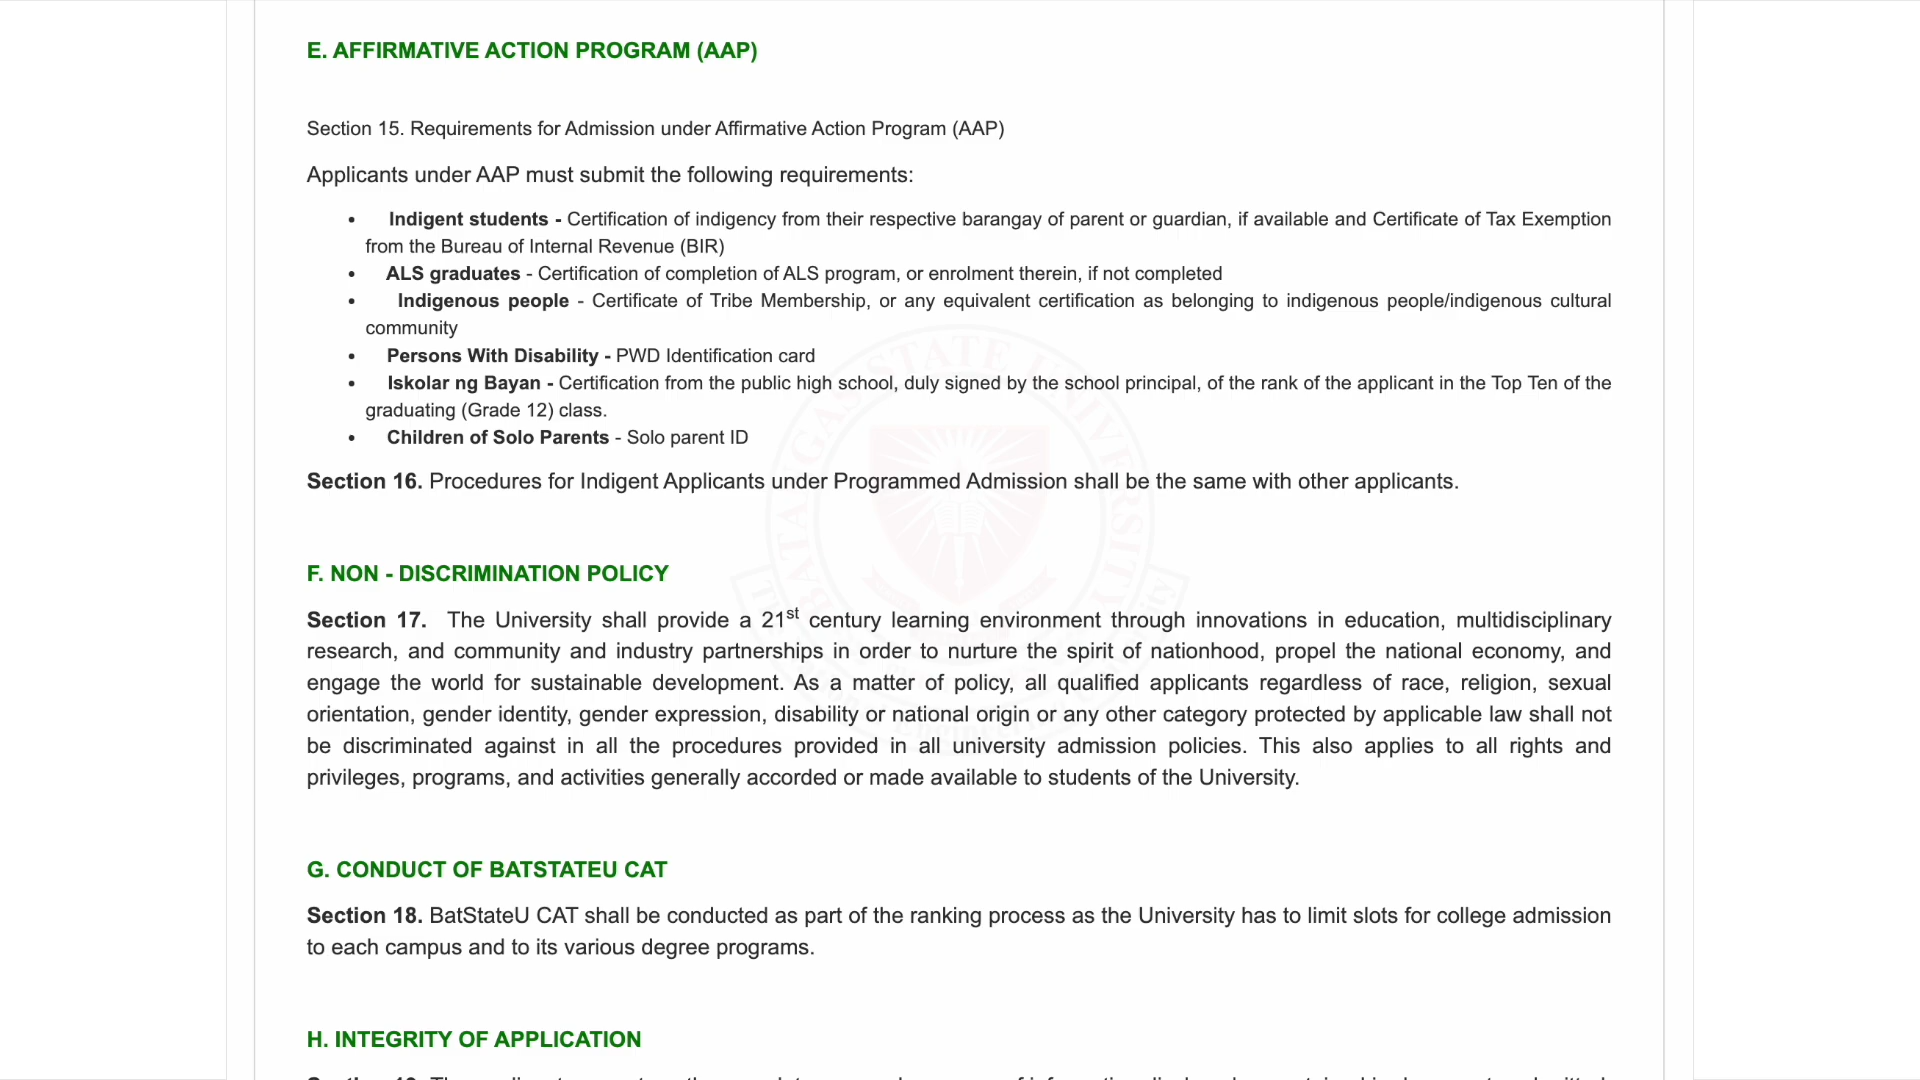 E. AFFIRMATIVE ACTION PROGRAM (AAP)
Section 15. Requirements for Admission under Affirmative Action Program (AAP)
Applicants under AAP must submit the following requirements:
• Indigent students - Certification of indigency from their respective barangay of parent or guardian, if available and Certificate of Tax Exemption
from the Bureau of Internal Revenue (BIR)
• ALS graduates - Certification of completion of ALS program, or enrolment therein, if not completed
• Indigenous people - Certificate of Tribe Membership, or any equivalent certification as belonging to indigenous people/indigenous cultural
community
• Persons With Disability - PWD Identification card
• Iskolar ng Bayan - Certification from the public high school, duly signed by the school principal, of the rank of the applicant in the Top Ten of the
graduating (Grade 12) class.
• Children of Solo Parents - Solo parent ID
Section 16. Procedures for Indigent Applicants under Programmed Admission shall be the same with other applicants.
F. NON - DISCRIMINATION POLICY
Section 17. The University shall provide a 21st century learning environment through innovations in education, multidisciplinary
research, and community and industry partnerships in order to nurture the spirit of nationhood, propel the national economy, and
engage the world for sustainable development. As a matter of policy, all qualified applicants regardless of race, religion, sexual
orientation, gender identity, gender expression, disability or national origin or any other category protected by applicable law shall not
be discriminated against in all the procedures provided in all university admission policies. This also applies to all rights and
privileges, programs, and activities generally accorded or made available to students of the University.
G. CONDUCT OF BATSTATEU CAT
Section 18. BatStateU CAT shall be conducted as part of the ranking process as the University has to limit slots for college admission
to each campus and to its various degree programs.
H. INTEGRITY OF APPLICATION
BATANGAS STATE UNIVERSITY